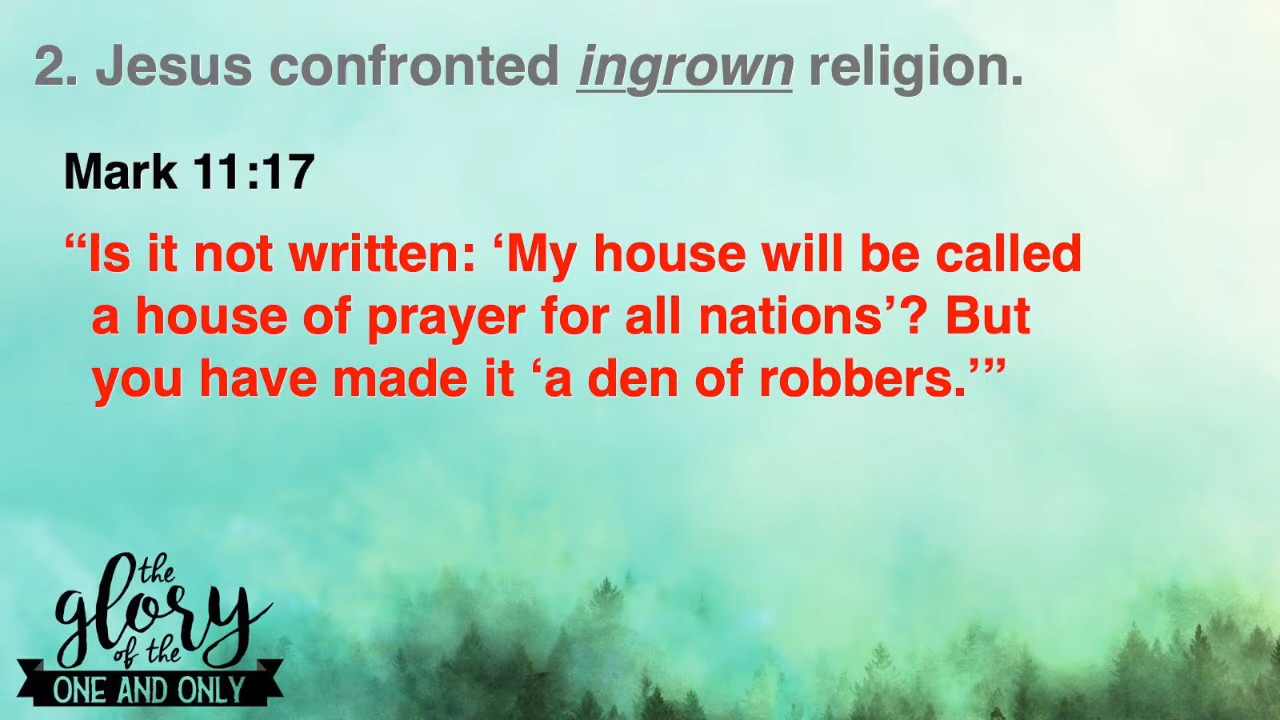 2. Jesus confronted ingrown religion.
Mark 11:17
“Is it not written: ‘My house will be called
a house of prayer for all nations’? But
you have made it ‘a den of robbers.’”
the
glory
of the
ONE AND ONLY